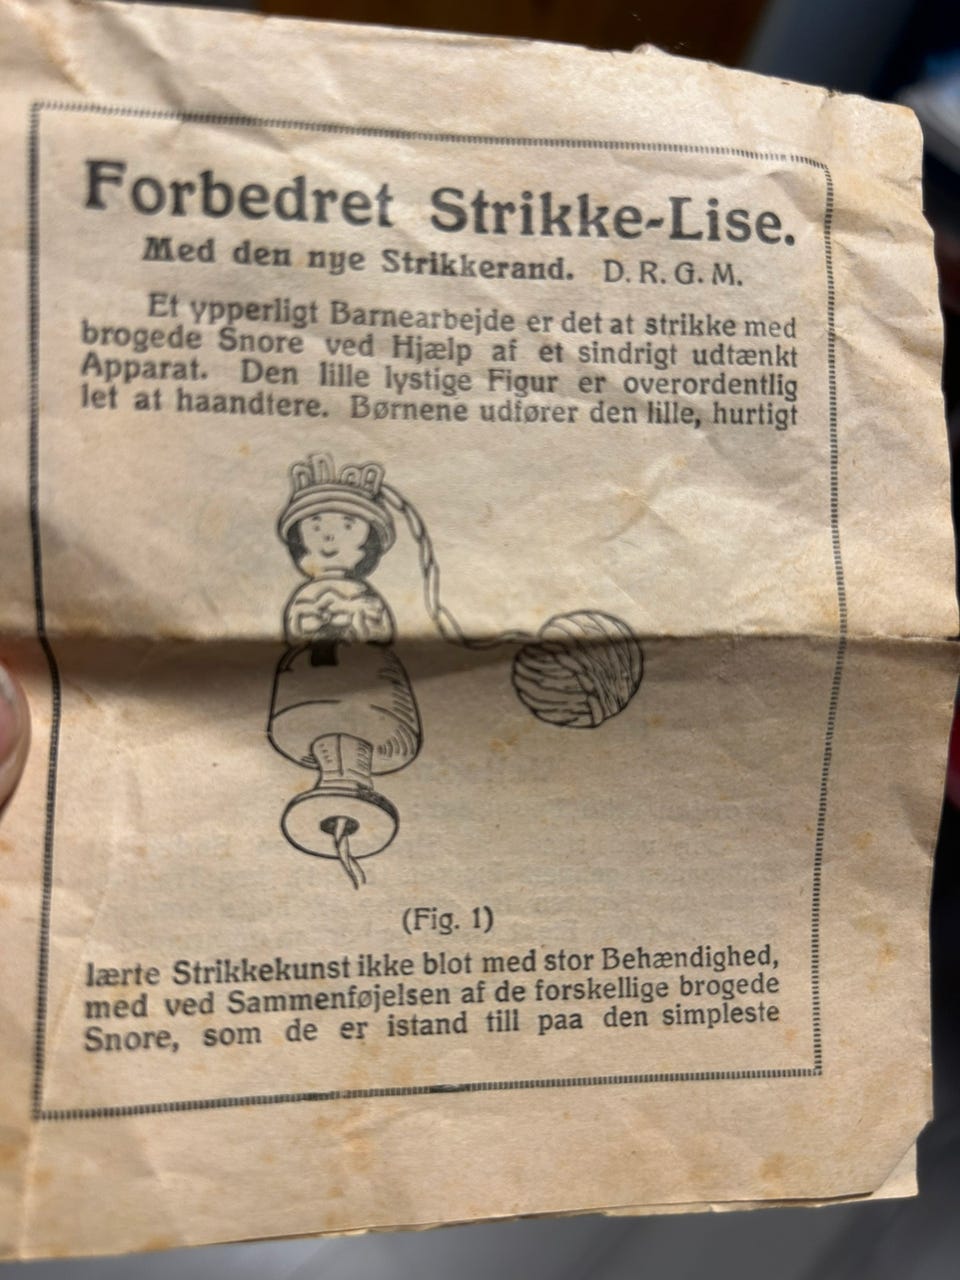 Forbedret Strikke-Lise.
Med den nye Strikkerand. D. R. G. M.
Et ypperligt Barnearbejde er det at strikke med
brogede Snore ved Hjælp af et sindrigt udtænkt
Apparat. Den lille lystige Figur er overordentlig
let at haandtere. Børnene udfører den lille, hurtigt
(Fig. 1)
lærte Strikkekunst ikke blot med stor Behændighed,
med ved Sammenføjelsen af de forskellige brogede
Snore, som de er istand till paa den simpleste